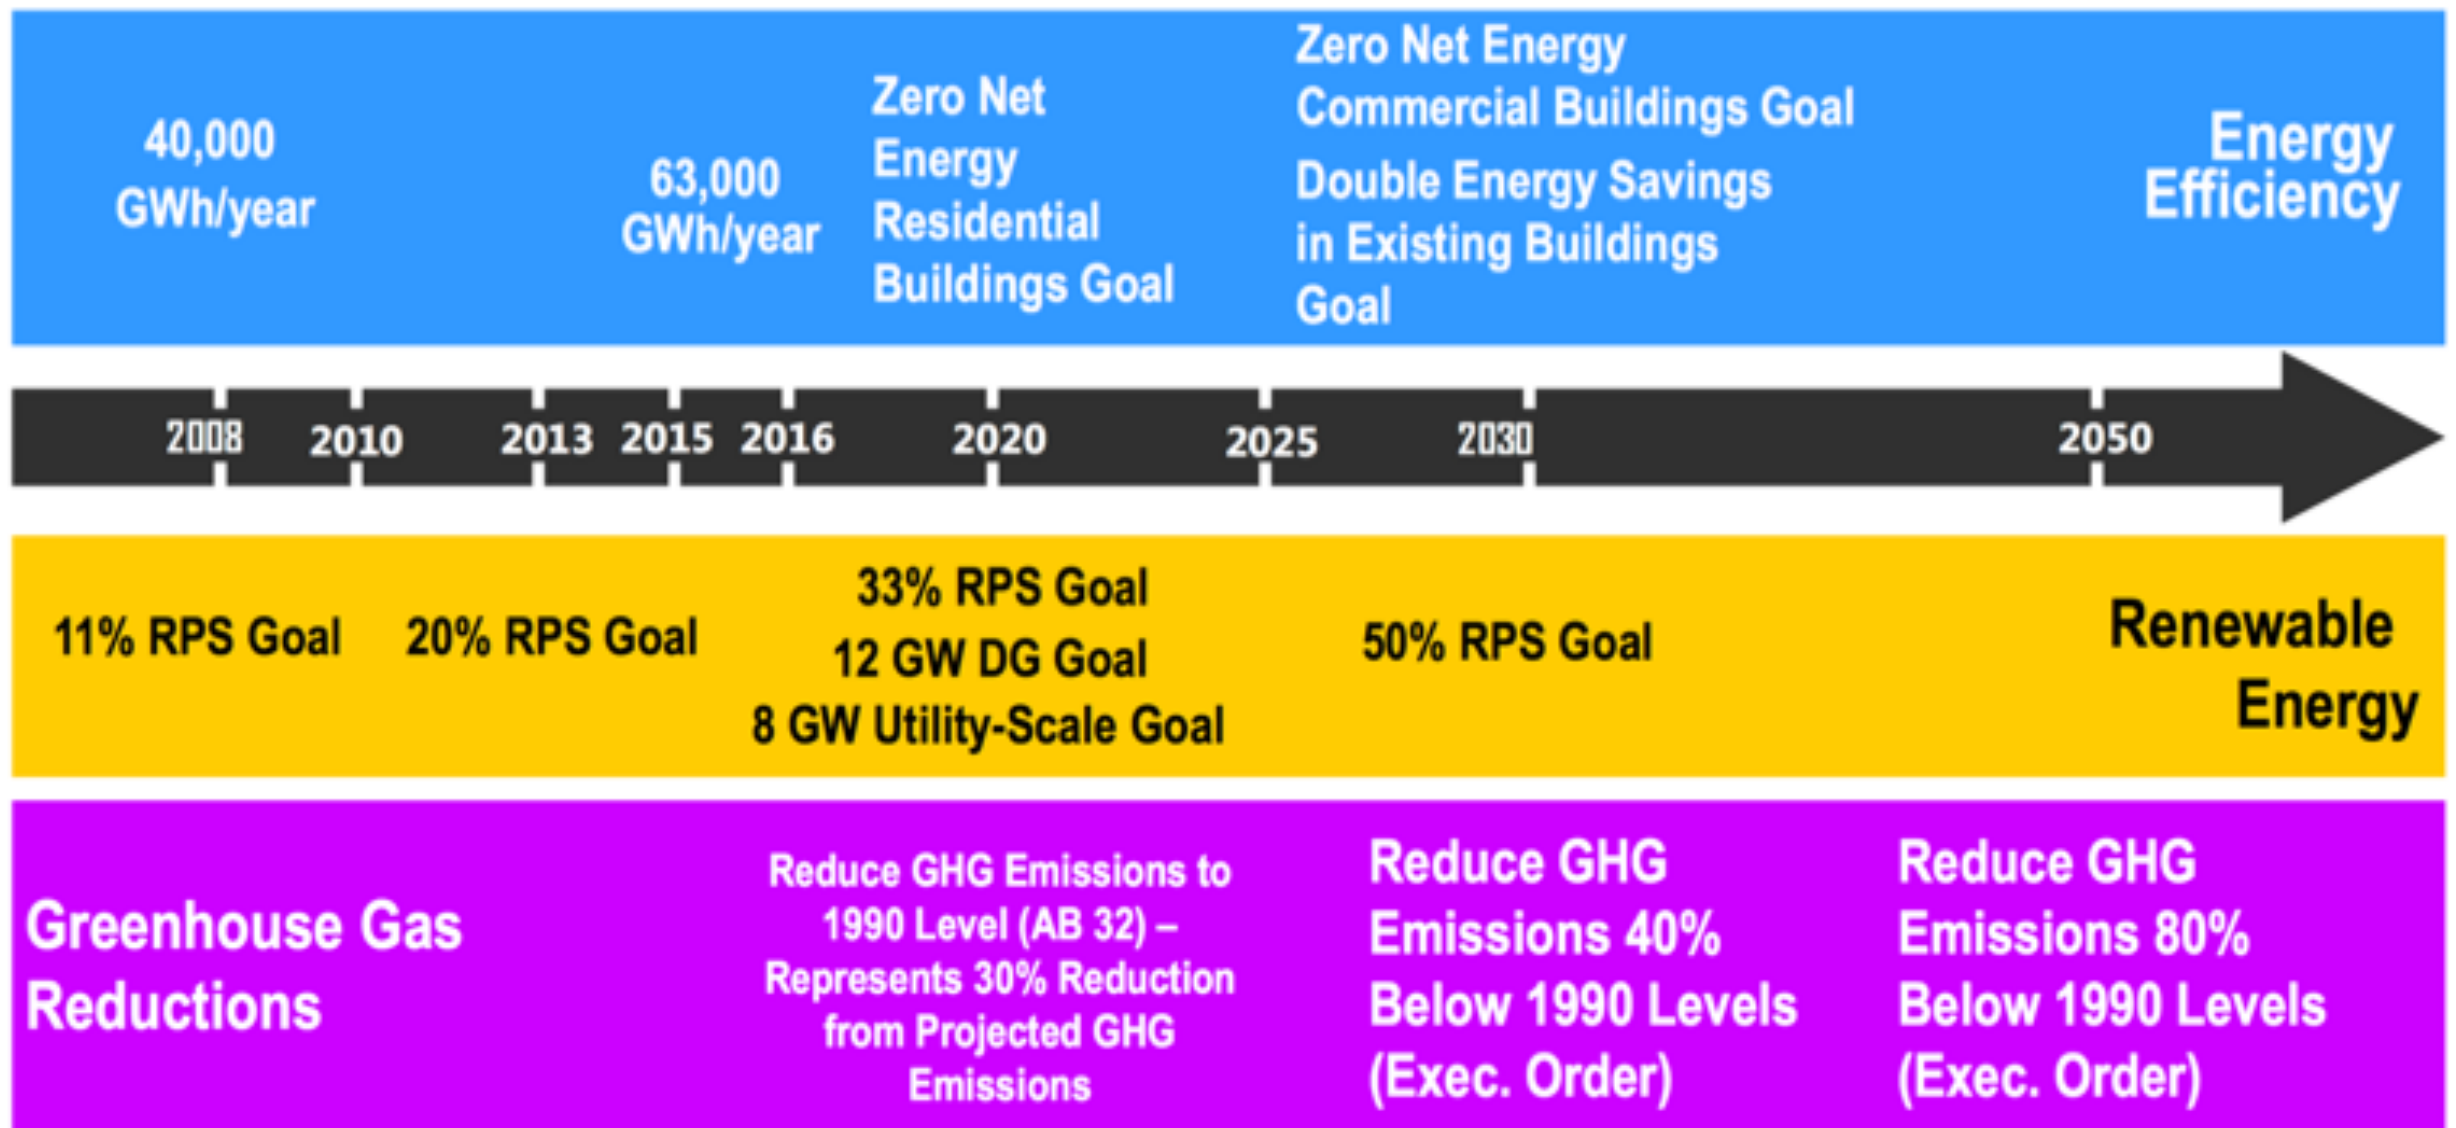 40,000
GWh/year
63,000
GWh/year
Zero Net
Energy
Residential
Buildings Goal
Zero Net Energy
Commercial Buildings Goal
Double Energy Savings
in Existing Buildings
Goal
Energy
Efficiency
2008 2010 2013 2015 2016 2020 2025 2030 2050
11% RPS Goal
20% RPS Goal
33% RPS Goal
12 GW DG Goal
8 GW Utility-Scale Goal
50% RPS Goal
Renewable
Energy
Greenhouse Gas
Reductions
Reduce GHG Emissions to
1990 Level (AB 32) –
Represents 30% Reduction
from Projected GHG
Emissions
Reduce GHG
Emissions 40%
Below 1990 Levels
(Exec. Order)
Reduce GHG
Emissions 80%
Below 1990 Levels
(Exec. Order)